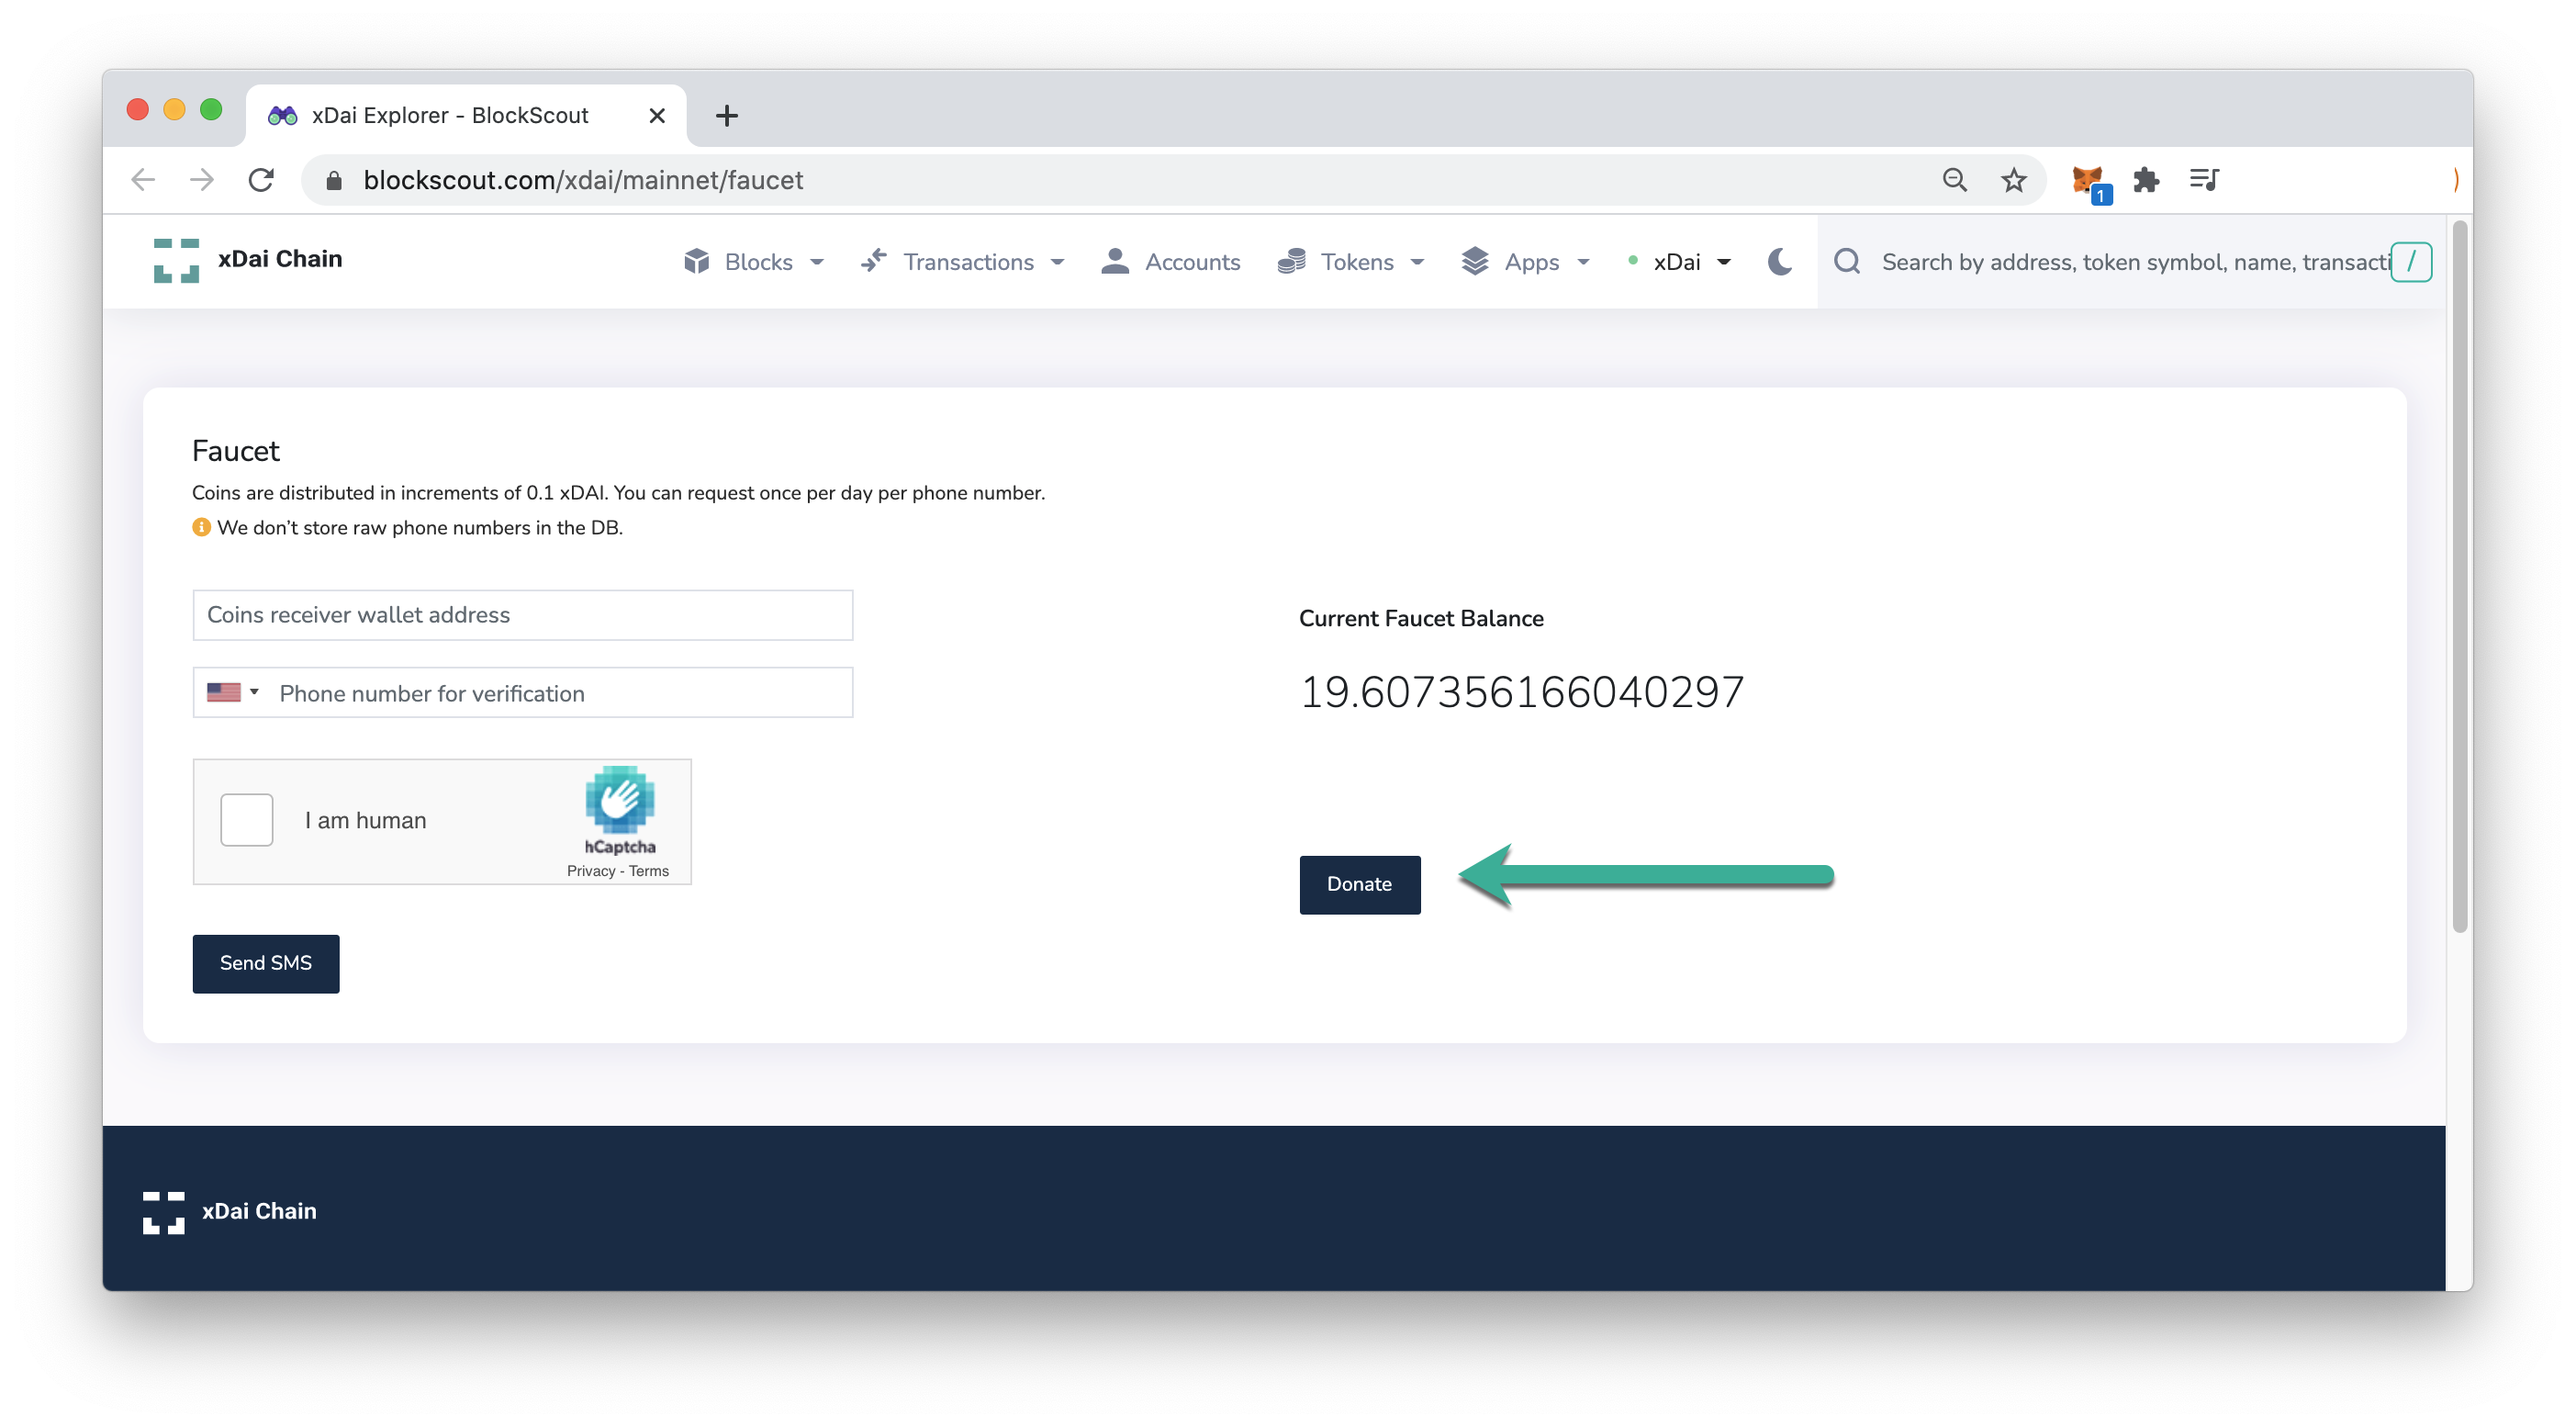 xDai Explorer - BlockScout
blockscout.com/xdai/mainnet/faucet
1
xDai Chain
Blocks
Transactions
Accounts
Tokens
Apps
xDai
Search by address, token symbol, name, transacti
/
Faucet
Coins are distributed in increments of 0.1 xDAI. You can request once per day per phone number.
We don’t store raw phone numbers in the DB.
Coins receiver wallet address
Phone number for verification
I am human
hCaptcha
Privacy - Terms
Send SMS
Current Faucet Balance
19.607356166040297
Donate
xDai Chain